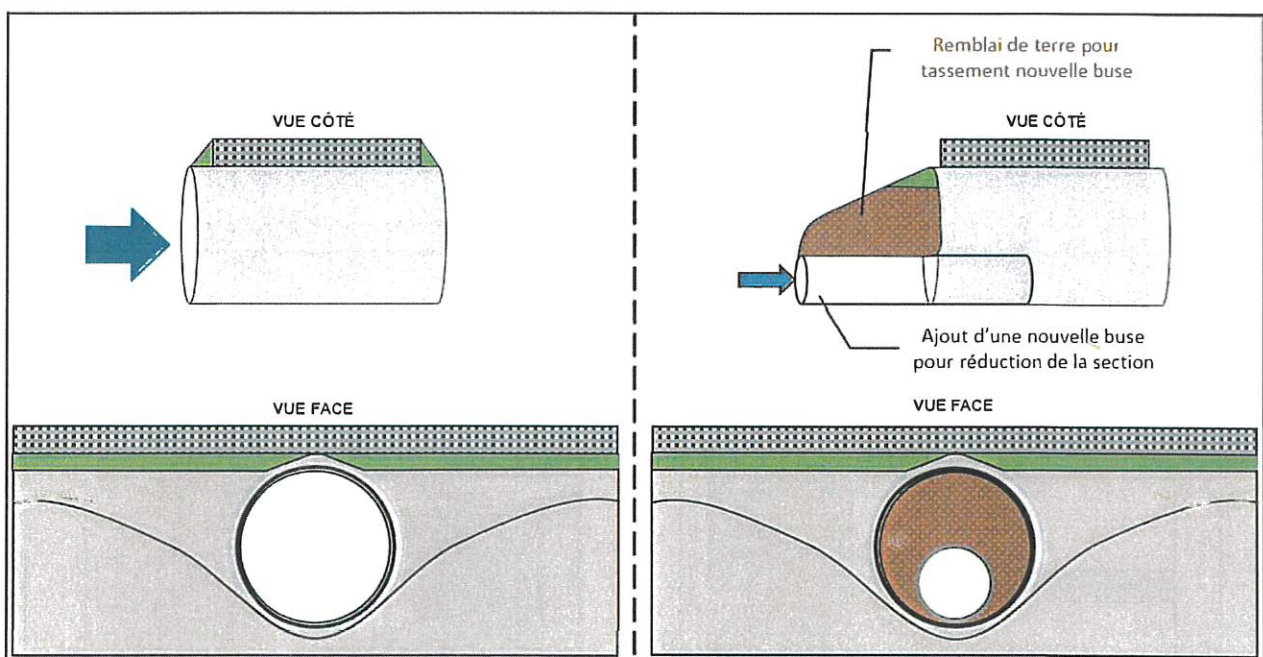 VUE CÔTÉ
VUE FACE
Remblai de terre pour
tassement nouvelle buse
VUE CÔTÉ
Ajout d'une nouvelle buse
pour réduction de la section
VUE FACE